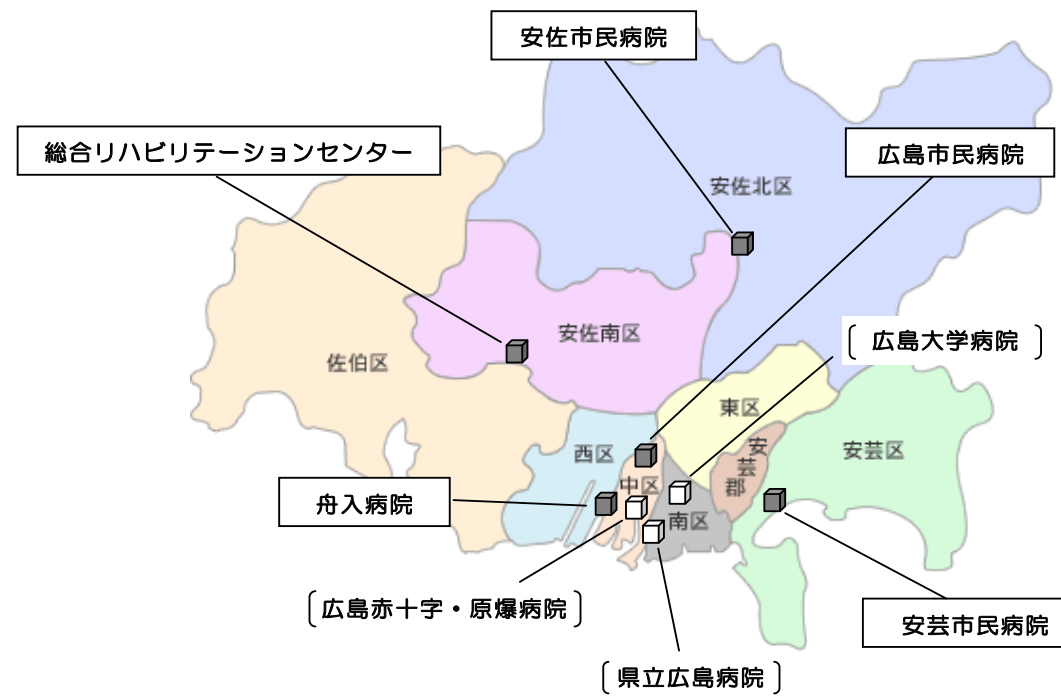 安佐市民病院
総合リハビリテーションセンター
広島市民病院
安佐北区
安佐南区
広島大学病院
佐伯区
東区
西区
安芸郡
安芸区
中区
舟入病院
南区
〔広島赤十字・原爆病院〕
安芸市民病院
〔県立広島病院〕